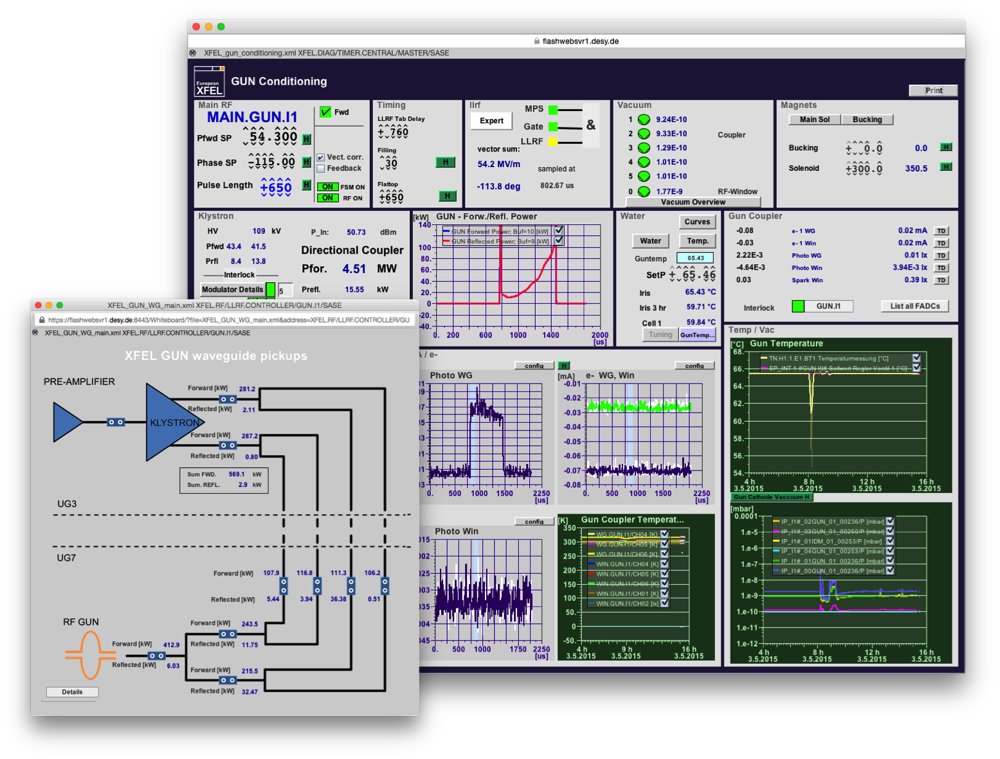 flashwebsvr1.desy.de
XFEL_gun_conditioning.xml XFEL.DIAG/TIMER.CENTRAL/MASTER/SASE
European
XFEL
GUN Conditioning
Print
Main RF
MAIN.GUN.I1
Fwd
Pfwd SP
54.300
H
Phase SP
-115.00
H
Vect. corr.
Feedback
Pulse Length
+650
H
ON FSM ON
ON RF ON
Timing
LLRF Tab Delay
+ 760
Filling
30
H
Flattop
+650
H
llrf
Expert
MPS
Gate
LLRF
&
vector sum:
54.2 MV/m
sampled at
-113.8 deg
802.67 us
Vacuum
1 9.24E-10
2 9.33E-10
Coupler
3 1.29E-10
4 1.01E-10
5 1.01E-10
0 1.77E-9
RF-Window
Vacuum Overview
Magnets
Main Sol
Bucking
Bucking
+ 0.0
0.0
H
Solenoid
+300.0
350.5
H
Klystron
HV 109 kV
P_In: 50.73 dBm
Pfwd 43.4 41.5
Directional Coupler
Prfl 8.4 13.8
Pfor. 4.51 MW
Interlock
Modulator Details
5
Prefl. 15.55 kW
[kW]
GUN - Forw./Refl. Power
GUN Forward Power; Buf=10 [kW]
GUN Reflected Power; Buf=9 [kW]
140
100
80.
60.
40.
20.
0
-20.
-40.
0. 200 600 1000 1400 2000
[us]
Water
Curves
Water
Temp.
Guntemp 65.43
SetP + 65.46
Iris 65.43 °C
Iris 3 hr 59.71 °C
Cell 1 59.84 °C
Tuning
GunTemp...
Gun Coupler
-0.08 e- 1 WG 0.02 mA TD
-0.03 e- 1 Win 0.02 mA TD
2.22E-3 Photo WG 0.01 lx TD
-4.64E-3 Photo Win 3.94E-3 lx TD
0.03 Spark Win 0.39 lx TD
Interlock
GUN.I1
List all FADCs
XFEL_GUN_WG_main.xml XFEL.RF/LLRF.CONTROLLER/GUN.I1/SASE
https://flashwebsvr1.desy.de:8443/Whiteboard/?file=XFEL_GUN_WG_main.xml&address=XFEL.RF/LLRF.CONTROLLER/GU
XFEL_GUN_WG_main.xml XFEL.RF/LLRF.CONTROLLER/GUN.I1/SASE
XFEL GUN waveguide pickups
PRE-AMPLIFIER
KLYSTRON
Forward [kW] 281.2
Reflected [kW] 2.11
Forward [kW] 287.2
Reflected [kW] 0.80
Sum FWD. 569.1 kW
Sum. REFL. 2.9 kW
UG3
UG7
Forward [kW] 107.9 116.8 111.3 106.2
Reflected [kW] 5.44 3.94 36.38 0.51
RF GUN
Forward [kW] 243.5
Reflected [kW] 11.75
Forward [kW] 412.9
Reflected [kW] 6.03
Forward [kW] 215.5
Reflected [kW] 32.47
Details
/ e-
config
Photo WG
0. 500 1000 1500 2250
[us]
H
config
[mA]
e- WG, Win
-0.01
-0.02
-0.03
-0.04
-0.05
-0.06
-0.07
-0.08
0. 500 1000 1500 2250
[us]
config
Photo Win
0. 500 1000 1750 2250
[us]
[K]
Gun Coupler Temperat...
350
300
250
200
150
100
50.
0
-50.
WG.GUN.I1/CH04 [K]
WG.GUN.I1/CH05 [K]
WG.GUN.I1/CH06 [K]
WIN.GUN.I1/CH04 [K]
WIN.GUN.I1/CH05 [K]
WIN.GUN.I1/CH06 [K]
WIN.GUN.I1/CH01 [K]
WIN.GUN.I1/CH02 [lx]
4 h 9 h 16 h
3.5.2015 3.5.2015 3.5.2015
Temp / Vac
[°C]
Gun Temperature
68.
66.
64.
62.
60.
58.
56.
54.
TN.H1.1.E1.BT1 Temperaturmessung [°C]
SP_INT 1 #GUN III# Sollwert Regler Ventil 1 [°C]
4 h 8 h 12 h 16 h
3.5.2015 3.5.2015 3.5.2015 3.5.2015
Gun Cathode Vaccuum H
[mbar]
0.0001
1.e-5
1.e-6
1.e-7
1.e-8
1.e-9
1.e-10
1.e-11
1.e-12
IP_I1#_02GUN_01_00236/P [mbar]
IP_I1#_03GUN_01_00250/P [mbar]
IP_I1#_01IDM_01_00253/P [mbar]
IP_I1#_04GUN_01_00253/P [mbar]
IP_I1#_01GUN_01_00236/P [mbar]
IP_I1#_00GUN_01_00236/P [mbar]
4 h 8 h 12 h 16 h
3.5.2015 3.5.2015 3.5.2015